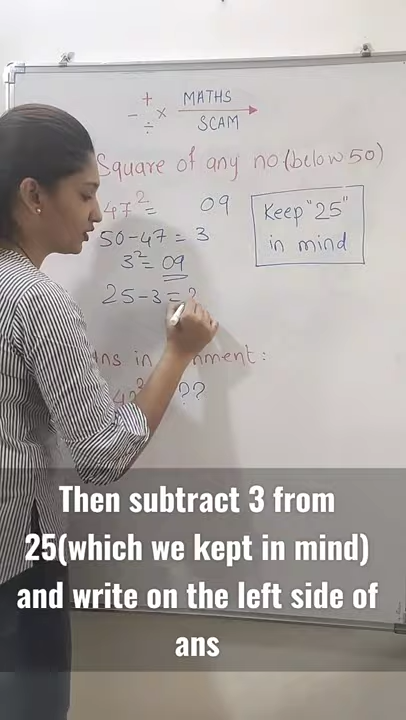 +
- × MATHS
÷ SCAM
Square of any no (below 50)
47² = 09
Keep "25"
in mind
50-47 = 3
3² = 09
25-3 =
in
ment:
??
Then subtract 3 from
25(which we kept in mind)
and write on the left side of
ans